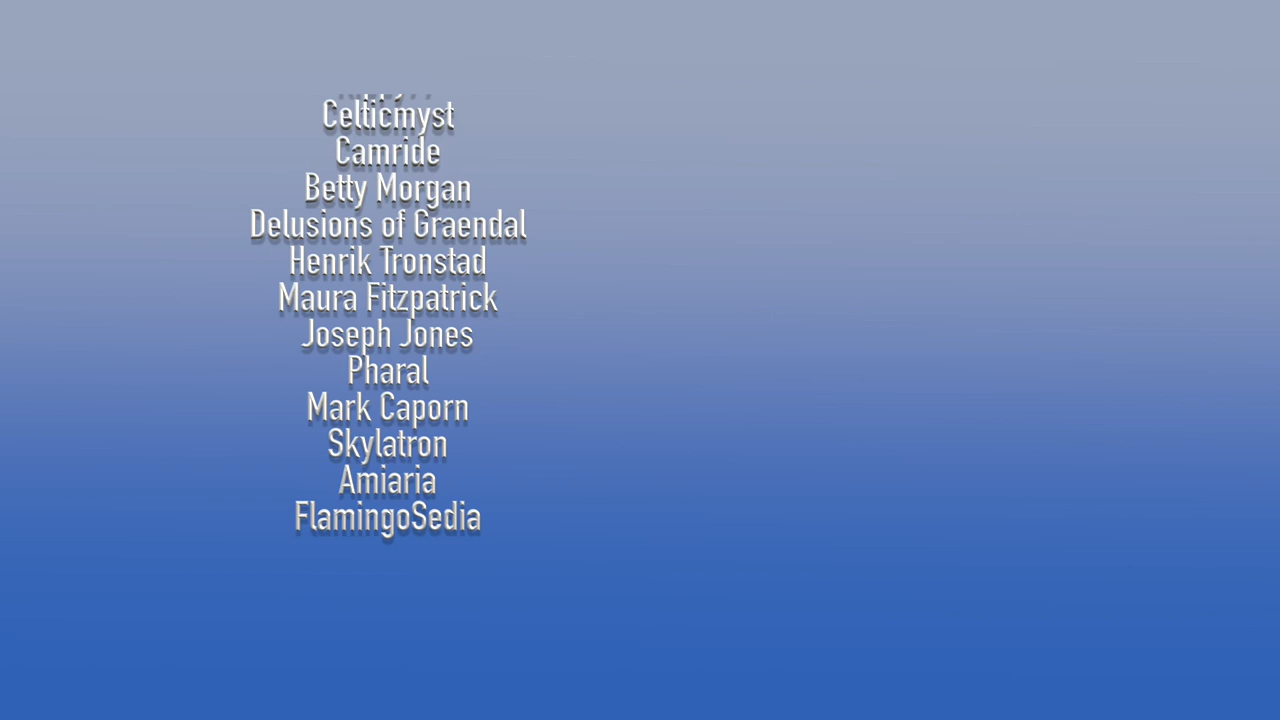 Celticmyst
Camride
Betty Morgan
Delusions of Graendal
Henrik Tronstad
Maura Fitzpatrick
Joseph Jones
Pharal
Mark Caporn
Skylatron
Amiaria
FlamingoSedia